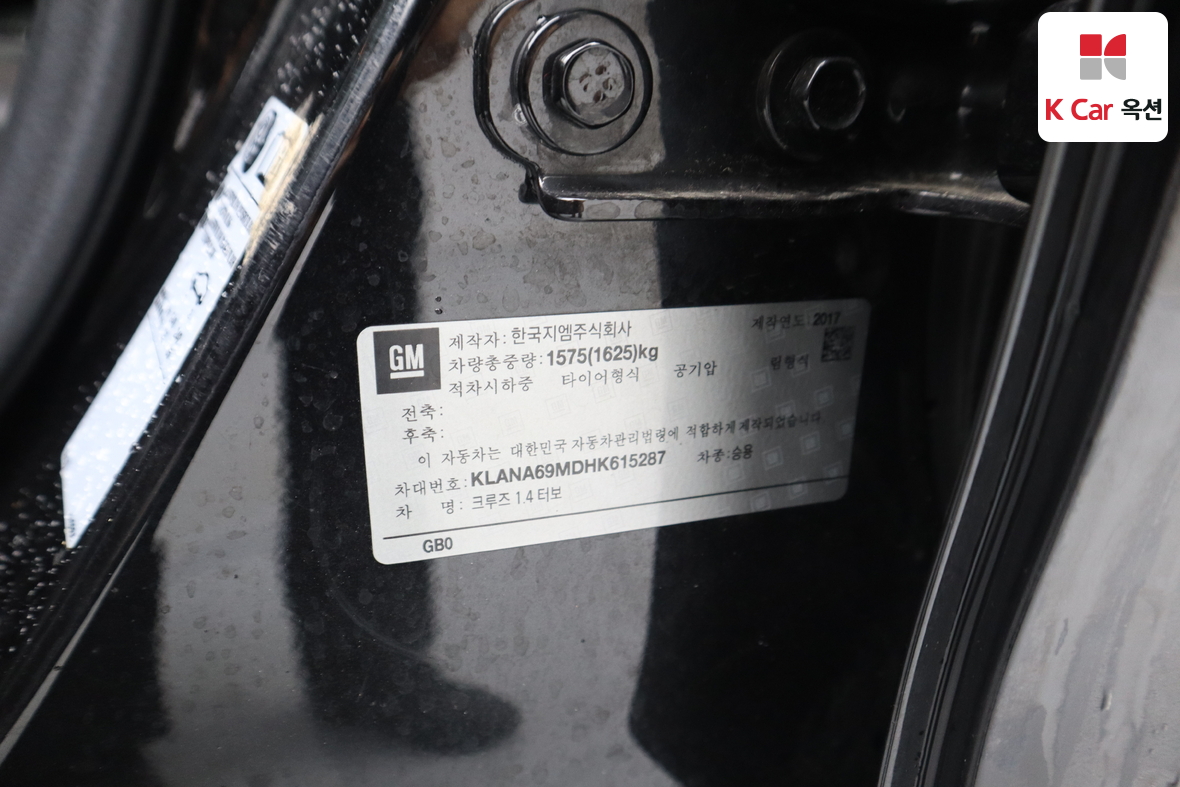 K Car 옥션
GM
제작자: 한국지엠주식회사 제작연도: 2017
차량총중량: 1575(1625)kg
적차시하중 타이어형식 공기압 림형식
전축:
후축:
이 자동차는 대한민국 자동차관리법령에 적합하게 제작되었습니다
차대번호: KLANA69MDHK615287 차종:승용
차 명: 크루즈 1.4 터보
GB0